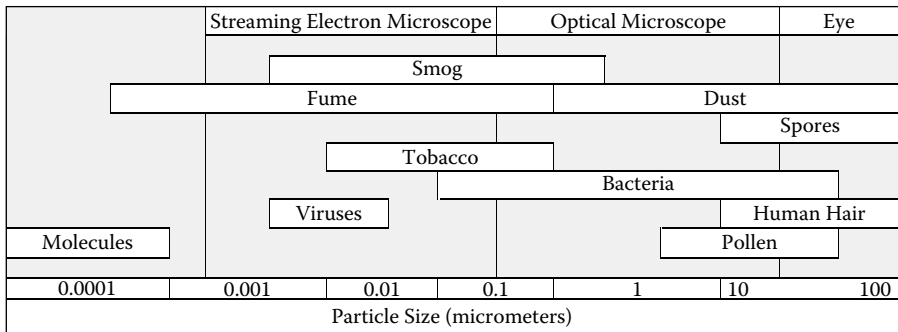 Streaming Electron Microscope Optical Microscope Eye
Smog
Fume Dust
Spores
Tobacco
Bacteria
Viruses Human Hair
Molecules Pollen
0.0001 0.001 0.01 0.1 1 10 100
Particle Size (micrometers)